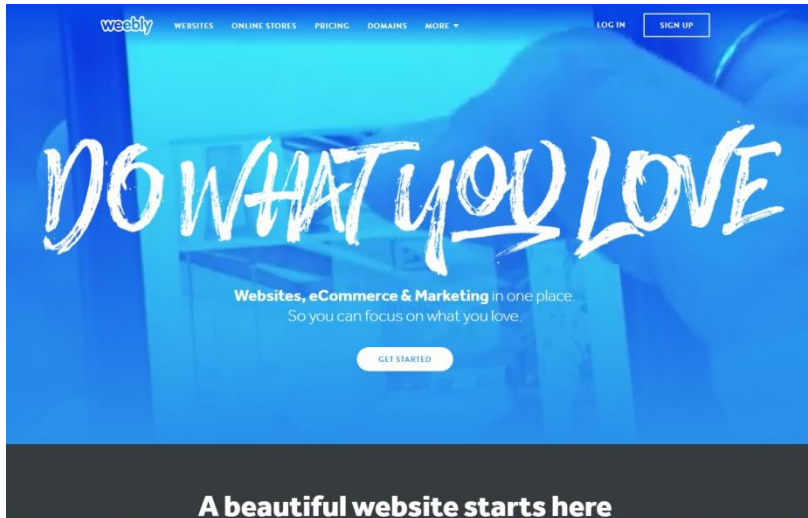 weebly WEBSITES ONLINE STORES PRICING DOMAINS MORE LOG IN SIGN UP
DO WHAT YOU LOVE
Websites, eCommerce & Marketing in one place.
So you can focus on what you love.
GET STARTED
A beautiful website starts here